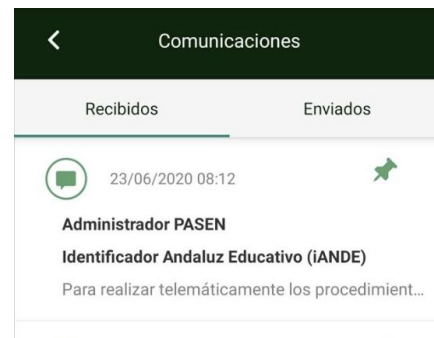 Comunicaciones
Recibidos Enviados
23/06/2020 08:12
Administrador PASEN
Identificador Andaluz Educativo (iANDE)
Para realizar telemáticamente los procedimient...